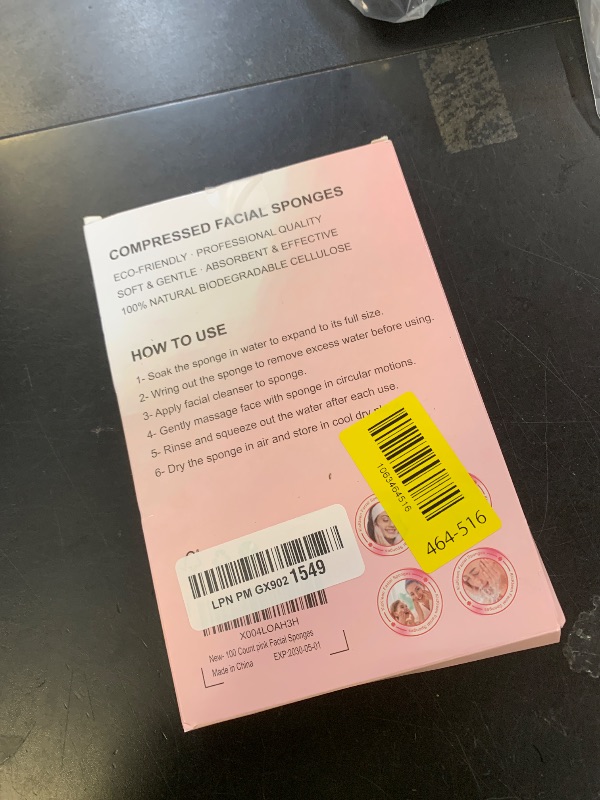 COMPRESSED FACIAL SPONGES
ECO-FRIENDLY · PROFESSIONAL QUALITY
SOFT & GENTLE · ABSORBENT & EFFECTIVE
100% NATURAL BIODEGRADABLE CELLULOSE
HOW TO USE
1- Soak the sponge in water to expand to its full size.
2- Wring out the sponge to remove excess water before using.
3- Apply facial cleanser to sponge.
4- Gently massage face with sponge in circular motions.
5- Rinse and squeeze out the water after each use.
6- Dry the sponge in air and store in cool dry
1063464516
464-516
LPN PM GX902 1549
X004LOAH3H
New- 100 Count pink Facial Sponges
Made in China EXP:2030-05-01